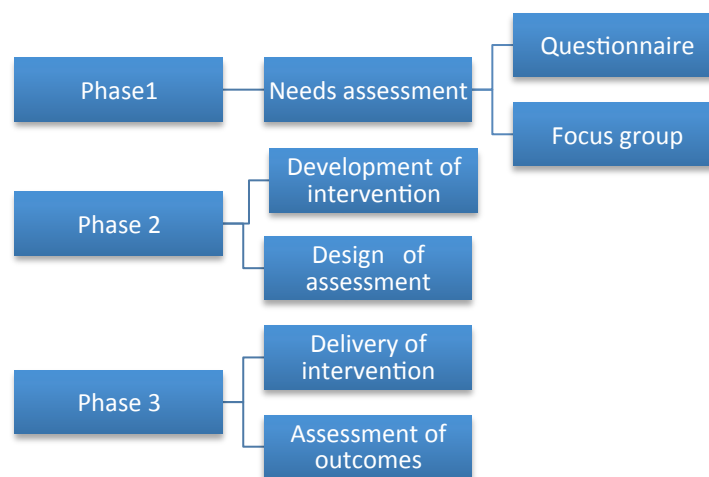 Phase1
Needs assessment
Questionnaire
Focus group
Phase 2
Development of
intervention
Design of
assessment
Phase 3
Delivery of
intervention
Assessment of
outcomes